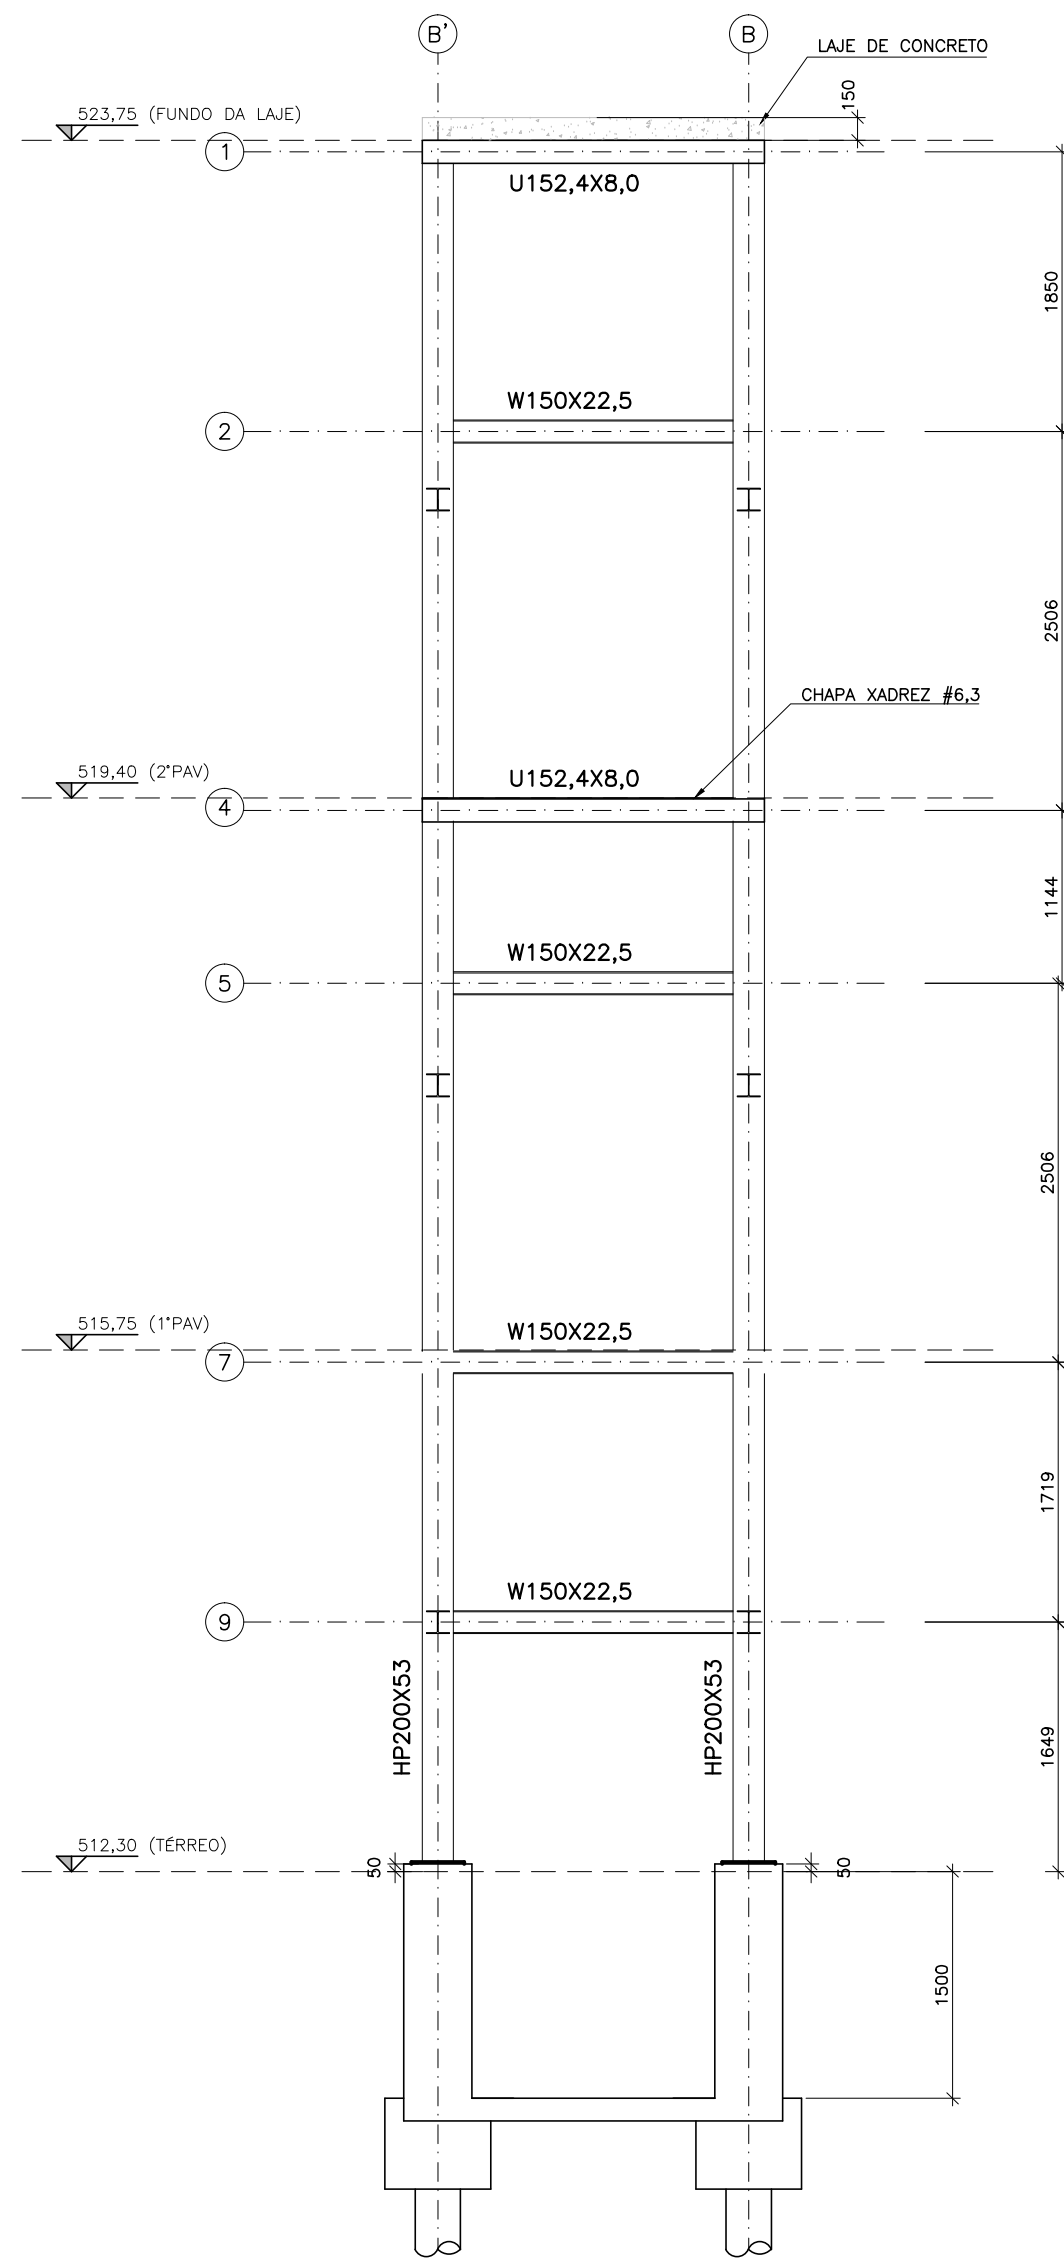 B'
B
LAJE DE CONCRETO
150
523,75 (FUNDO DA LAJE)
1
U152,4X8,0
1850
W150X22,5
2
2506
CHAPA XADREZ #6,3
519,40 (2°PAV)
U152,4X8,0
4
1144
W150X22,5
5
2506
515,75 (1°PAV)
W150X22,5
7
1719
W150X22,5
9
HP200X53
HP200X53
1649
512,30 (TÉRREO)
50
50
1500